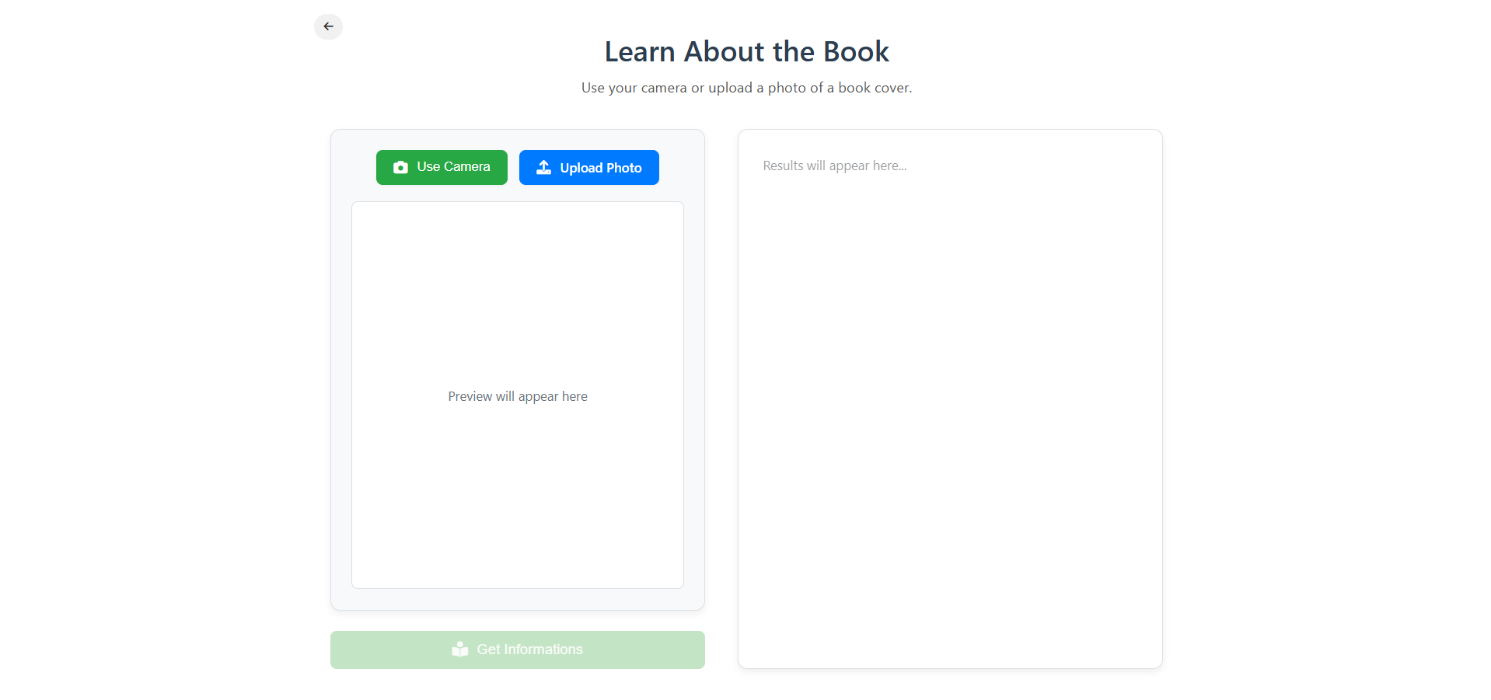 Learn About the Book
Use your camera or upload a photo of a book cover.
Use Camera
Upload Photo
Preview will appear here
Get Informations
Results will appear here...